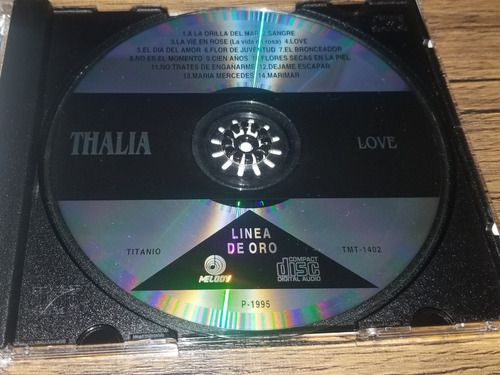 1.A LA ORILLA DEL MAR 2. SANGRE
3.LA VIE EN ROSE (La vida en rosa) 4.LOVE
5.EL DIA DEL AMOR 6.FLOR DE JUVENTUD 7.EL BRONCEADOR
8.NO ES EL MOMENTO 9.CIEN AÑOS 10.FLORES SECAS EN LA PIEL
11.NO TRATES DE ENGAÑARME 12.DEJAME ESCAPAR
13.MARIA MERCEDES 14.MARIMAR
THALIA
LOVE
LINEA
DE ORO
TITANIO
TMT-1402
MELODY
COMPACT
disc
DIGITAL AUDIO
P-1995